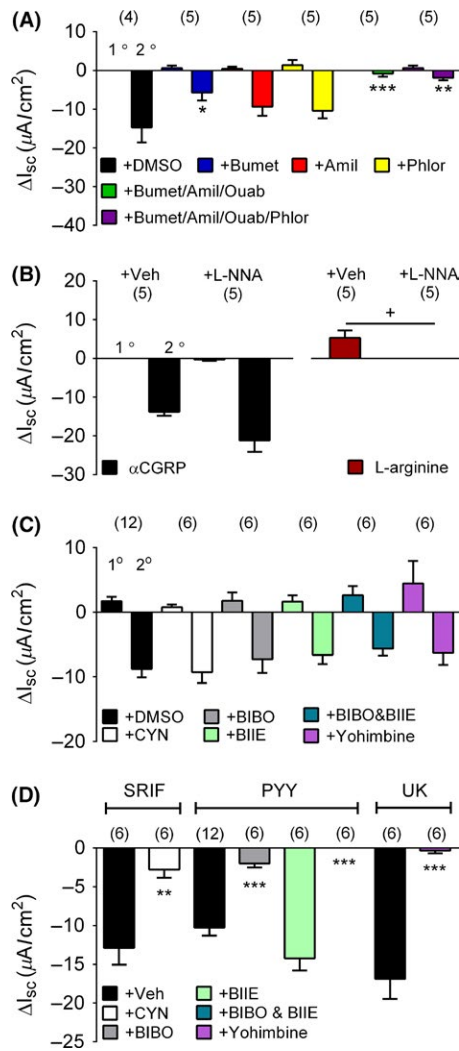 (A)
(4) (5) (5) (5) (5) (5)
10
0
−10
−20
−30
−40
1 ° 2 °
* *** **
+DMSO +Bumet +Amil +Phlor
+Bumet/Amil/Ouab
+Bumet/Amil/Ouab/Phlor
ΔIsc (µA/cm²)
(B)
+Veh +L-NNA +Veh +L-NNA
(5) (5) (5) (5)
20
10
0
−10
−20
−30
1 ° 2 °
+
αCGRP L-arginine
ΔIsc (µA/cm²)
(C)
(12) (6) (6) (6) (6) (6)
10
0
−10
−20
1° 2°
+DMSO +BIBO +BIBO&BIIE
+CYN +BIIE +Yohimbine
ΔIsc (µA/cm²)
(D)
SRIF PYY UK
(6) (6) (12) (6) (6) (6) (6) (6)
0
−5
−10
−15
−20
−25
** *** *** ***
+Veh +BIIE
+CYN +BIBO & BIIE
+BIBO +Yohimbine
ΔIsc (µA/cm²)